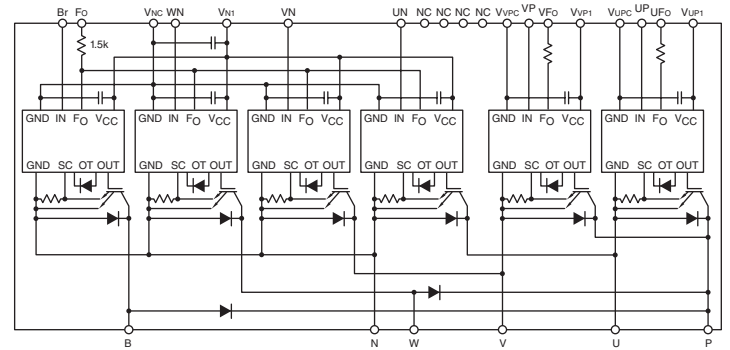 Br FO VNC WN VN1 VN UN NC NC NC NC VVPC VP VFO VVP1 VUPC UP UFO VUP1
1.5k
GND IN FO VCC GND IN FO VCC GND IN FO VCC GND IN FO VCC GND IN FO VCC GND IN FO VCC
GND SC OT OUT GND SC OT OUT GND SC OT OUT GND SC OT OUT GND SC OT OUT GND SC OT OUT
B N W V U P